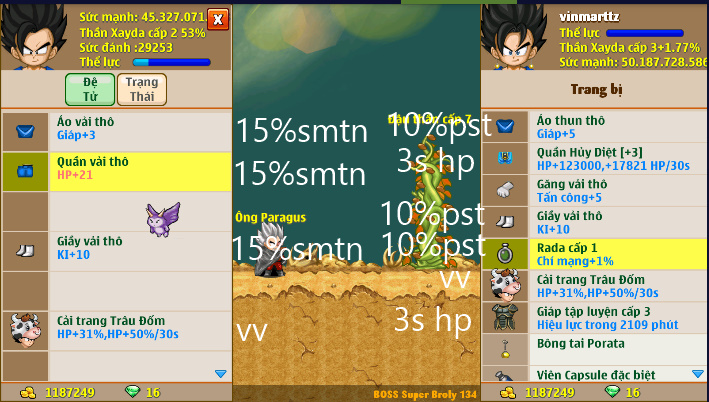 Sức mạnh: 45.327.071.
Thần Xayda cấp 2 53%
Sức đánh :29253
Thể lực
X
Đệ
Tử
Trạng
Thái
Áo vải thô
Giáp+3
Quần vải thô
HP+21
Giầy vải thô
KI+10
Cải trang Trâu Đốm
HP+31%,HP+50%/30s
1187249
16
Đậu thần cấp 7
15%smtn
10%pst
15%smtn
3s hp
10%pst
Ông Paragus
15%smtn
10%pst
vv
3s hp
vv
BOSS Super Broly 134
vinmarttz
Thể lực
Thần Xayda cấp 3+1.77%
Sức mạnh: 50.187.728.586
Trang bị
Áo thun thô
Giáp+5
Quần Hủy Diệt [+3]
HP+123000,+17821 HP/30s
Găng vải thô
Tấn công+5
Giầy vải thô
KI+10
Rada cấp 1
Chí mạng+1%
Cải trang Trâu Đốm
HP+31%,HP+50%/30s
Giáp tập luyện cấp 3
Hiệu lực trong 2109 phút
Bông tai Porata
Viên Capsule đặc biệt
1187249
16